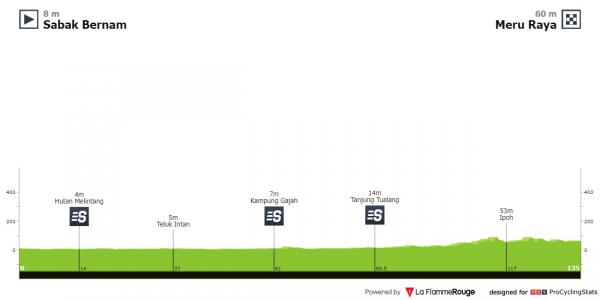 8 m
Sabak Bernam
60 m
Meru Raya
4m
Hutan Melintang
5m
Teluk Intan
7m
Kampung Gajah
14m
Tanjung Tualang
53m
Ipoh
400
200
0
400
200
0
0
14
37
61
85.5
117
135
Powered by La FlammeRouge
designed for PCS ProCyclingStats